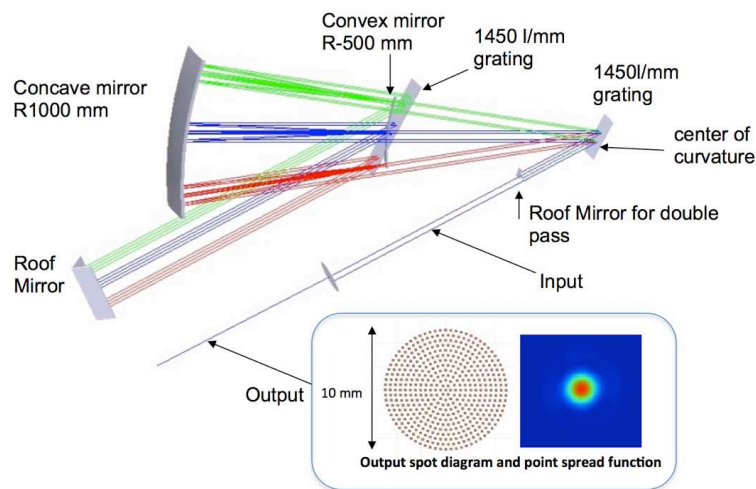 Convex mirror
R-500 mm
1450 l/mm
grating
1450l/mm
grating
Concave mirror
R1000 mm
center of
curvature
Roof Mirror for double
pass
Roof
Mirror
Input
Output
10 mm
Output spot diagram and point spread function